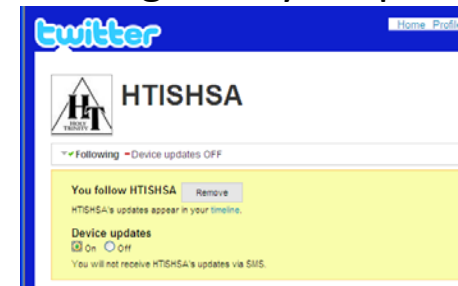 twitter
Home Profile
HT
HOLY
TRINITY
HTISHSA
Following Device updates OFF
You follow HTISHSA Remove
HTISHSA's updates appear in your timeline.
Device updates
On Off
You will not receive HTISHSA's updates via SMS.